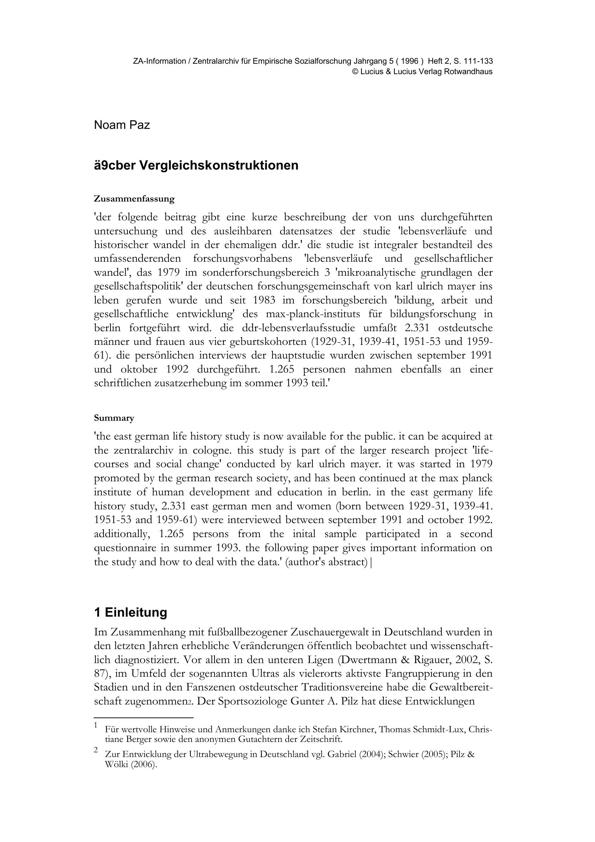 ZA-Information / Zentralarchiv für Empirische Sozialforschung Jahrgang 5 ( 1996 ) Heft 2, S. 111-133
© Lucius & Lucius Verlag Rotwandhaus
Noam Paz
ä9cber Vergleichskonstruktionen
Zusammenfassung
'der folgende beitrag gibt eine kurze beschreibung der von uns durchgeführten
untersuchung und des ausleihbaren datensatzes der studie 'lebensverläufe und
historischer wandel in der ehemaligen ddr.' die studie ist integraler bestandteil des
umfassenderenden forschungsvorhabens 'lebensverläufe und gesellschaftlicher
wandel', das 1979 im sonderforschungsbereich 3 'mikroanalytische grundlagen der
gesellschaftspolitik' der deutschen forschungsgemeinschaft von karl ulrich mayer ins
leben gerufen wurde und seit 1983 im forschungsbereich 'bildung, arbeit und
gesellschaftliche entwicklung' des max-planck-instituts für bildungsforschung in
berlin fortgeführt wird. die ddr-lebensverlaufsstudie umfaßt 2.331 ostdeutsche
männer und frauen aus vier geburtskohorten (1929-31, 1939-41, 1951-53 und 1959-
61). die persönlichen interviews der hauptstudie wurden zwischen september 1991
und oktober 1992 durchgeführt. 1.265 personen nahmen ebenfalls an einer
schriftlichen zusatzerhebung im sommer 1993 teil.'
Summary
'the east german life history study is now available for the public. it can be acquired at
the zentralarchiv in cologne. this study is part of the larger research project 'life-
courses and social change' conducted by karl ulrich mayer. it was started in 1979
promoted by the german research society, and has been continued at the max planck
institute of human development and education in berlin. in the east germany life
history study, 2.331 east german men and women (born between 1929-31, 1939-41.
1951-53 and 1959-61) were interviewed between september 1991 and october 1992.
additionally, 1.265 persons from the inital sample participated in a second
questionnaire in summer 1993. the following paper gives important information on
the study and how to deal with the data.' (author's abstract)|
1 Einleitung
Im Zusammenhang mit fußballbezogener Zuschauergewalt in Deutschland wurden in
den letzten Jahren erhebliche Veränderungen öffentlich beobachtet und wissenschaft-
lich diagnostiziert. Vor allem in den unteren Ligen (Dwertmann & Rigauer, 2002, S.
87), im Umfeld der sogenannten Ultras als vielerorts aktivste Fangruppierung in den
Stadien und in den Fanszenen ostdeutscher Traditionsvereine habe die Gewaltbereit-
schaft zugenommen2. Der Sportsoziologe Gunter A. Pilz hat diese Entwicklungen
1 Für wertvolle Hinweise und Anmerkungen danke ich Stefan Kirchner, Thomas Schmidt-Lux, Chris-
tiane Berger sowie den anonymen Gutachtern der Zeitschrift.
2 Zur Entwicklung der Ultrabewegung in Deutschland vgl. Gabriel (2004); Schwier (2005); Pilz &
Wölki (2006).